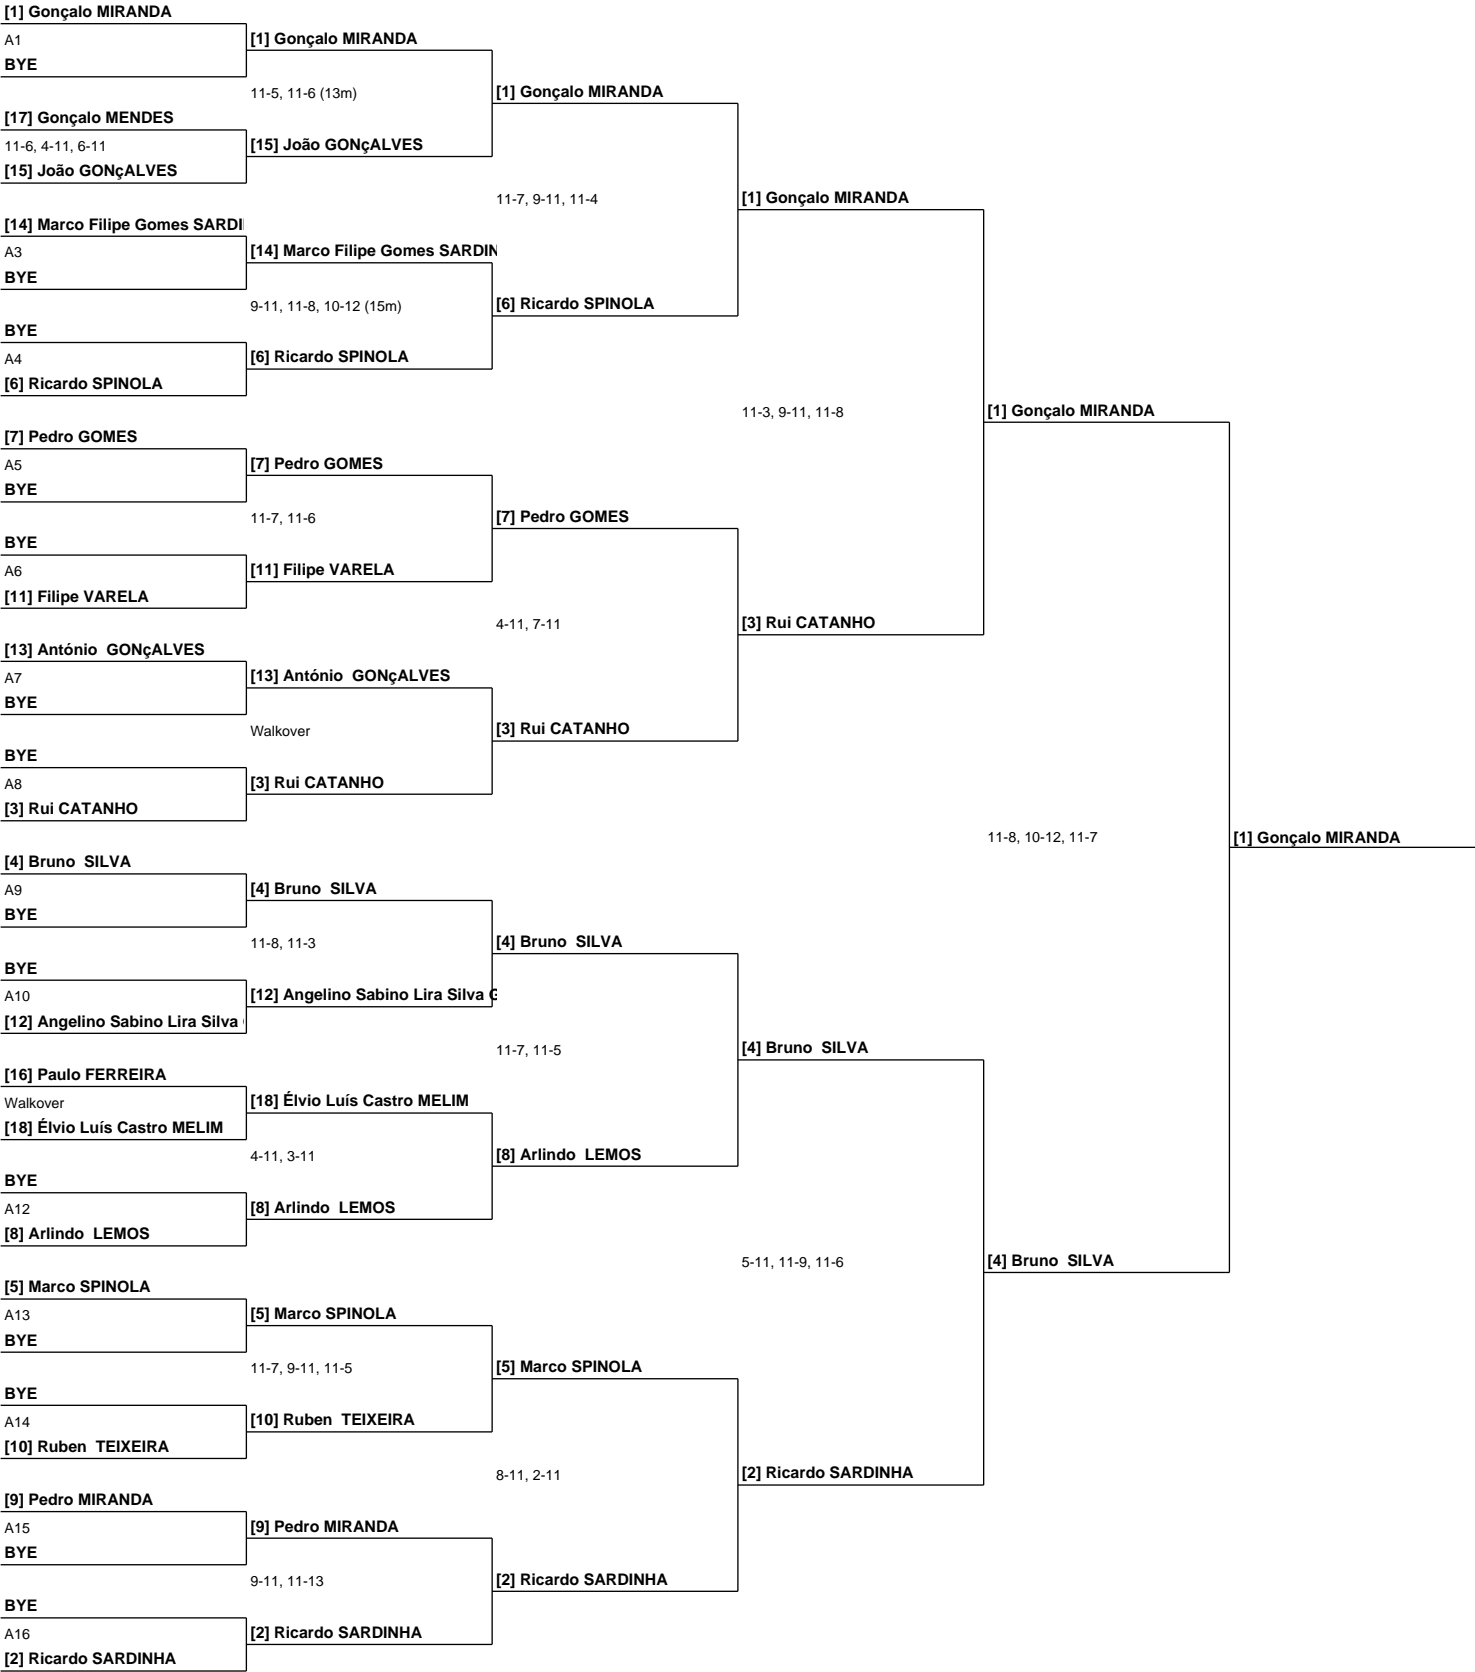 [1] Gonçalo MIRANDA
A1
BYE
[17] Gonçalo MENDES
11-6, 4-11, 6-11
[15] João GONçALVES
[14] Marco Filipe Gomes SARDI
A3
BYE
BYE
A4
[6] Ricardo SPINOLA
[7] Pedro GOMES
A5
BYE
BYE
A6
[11] Filipe VARELA
[13] António GONçALVES
A7
BYE
BYE
A8
[3] Rui CATANHO
[4] Bruno SILVA
A9
BYE
BYE
A10
[12] Angelino Sabino Lira Silva
[16] Paulo FERREIRA
Walkover
[18] Élvio Luís Castro MELIM
BYE
A12
[8] Arlindo LEMOS
[5] Marco SPINOLA
A13
BYE
BYE
A14
[10] Ruben TEIXEIRA
[9] Pedro MIRANDA
A15
BYE
BYE
A16
[2] Ricardo SARDINHA
[1] Gonçalo MIRANDA
11-5, 11-6 (13m)
[15] João GONçALVES
[14] Marco Filipe Gomes SARDIN
9-11, 11-8, 10-12 (15m)
[6] Ricardo SPINOLA
[7] Pedro GOMES
11-7, 11-6
[11] Filipe VARELA
[13] António GONçALVES
Walkover
[3] Rui CATANHO
[4] Bruno SILVA
11-8, 11-3
[12] Angelino Sabino Lira Silva G
[18] Élvio Luís Castro MELIM
4-11, 3-11
[8] Arlindo LEMOS
[5] Marco SPINOLA
11-7, 9-11, 11-5
[10] Ruben TEIXEIRA
[9] Pedro MIRANDA
9-11, 11-13
[2] Ricardo SARDINHA
[1] Gonçalo MIRANDA
11-7, 9-11, 11-4
[6] Ricardo SPINOLA
[7] Pedro GOMES
4-11, 7-11
[3] Rui CATANHO
[4] Bruno SILVA
11-7, 11-5
[8] Arlindo LEMOS
[5] Marco SPINOLA
8-11, 2-11
[2] Ricardo SARDINHA
[1] Gonçalo MIRANDA
11-3, 9-11, 11-8
[3] Rui CATANHO
[4] Bruno SILVA
5-11, 11-9, 11-6
[2] Ricardo SARDINHA
[1] Gonçalo MIRANDA
11-8, 10-12, 11-7
[4] Bruno SILVA
[1] Gonçalo MIRANDA